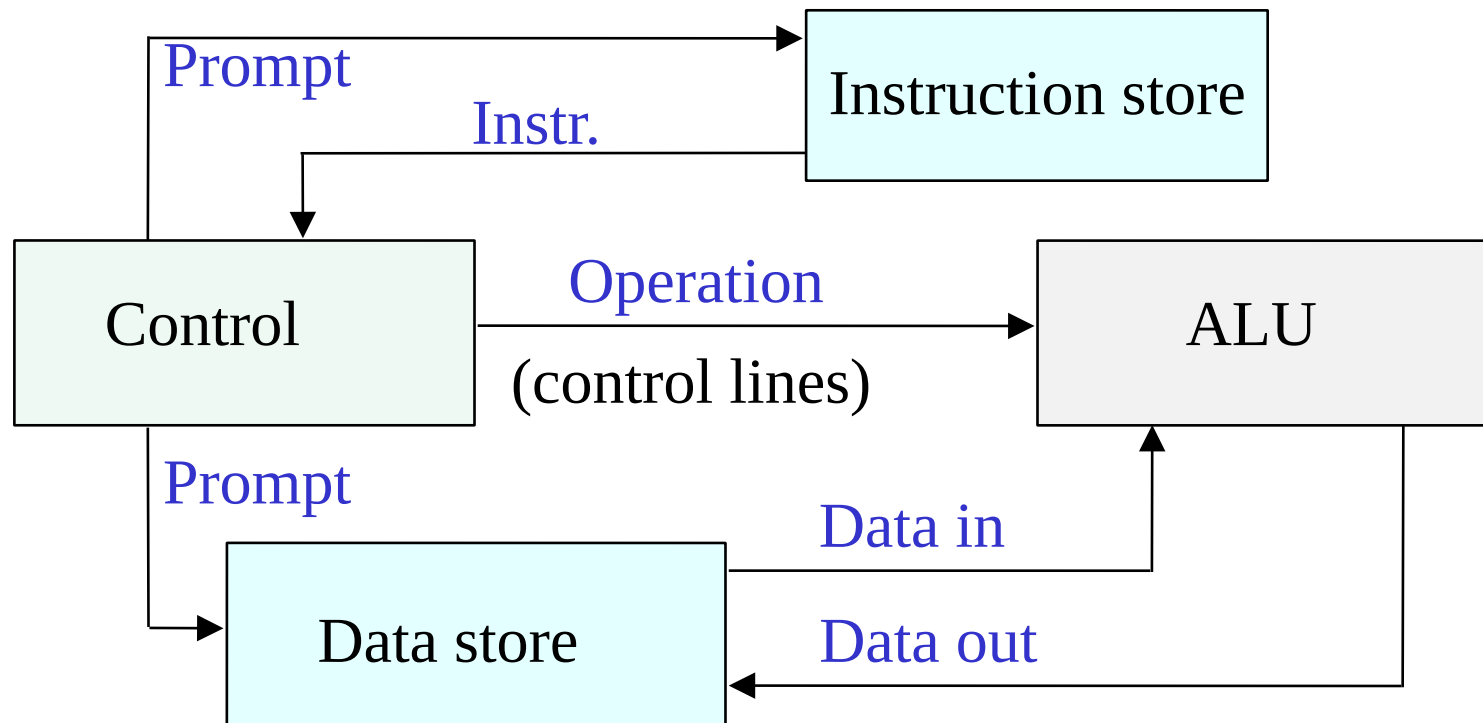 Prompt
Instruction store
Instr.
Operation
Control
ALU
(control lines)
Prompt
Data in
Data store
Data out